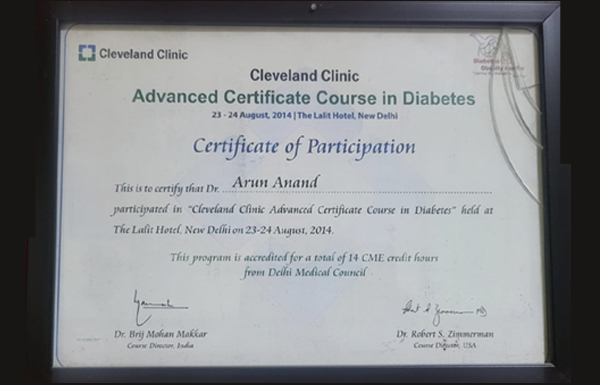 Cleveland Clinic
Diabetes
Cleveland Clinic
Advanced Certificate Course in Diabetes
23 - 24 August, 2014 | The Lalit Hotel, New Delhi
Certificate of Participation
This is to certify that Dr. Arun Anand
participated in "Cleveland Clinic Advanced Certificate Course in Diabetes" held at
The Lalit Hotel, New Delhi on 23-24 August, 2014.
This program is accredited for a total of 14 CME credit hours
from Delhi Medical Council
Dr. Brij Mohan Makkar
Course Director, India
Dr. Robert S. Zimmerman
Course Director, USA